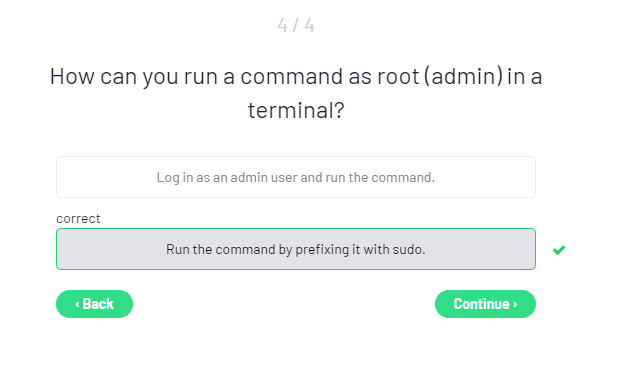 4 / 4
How can you run a command as root (admin) in a
terminal?
Log in as an admin user and run the command.
correct
Run the command by prefixing it with sudo.
‹ Back
Continue ›